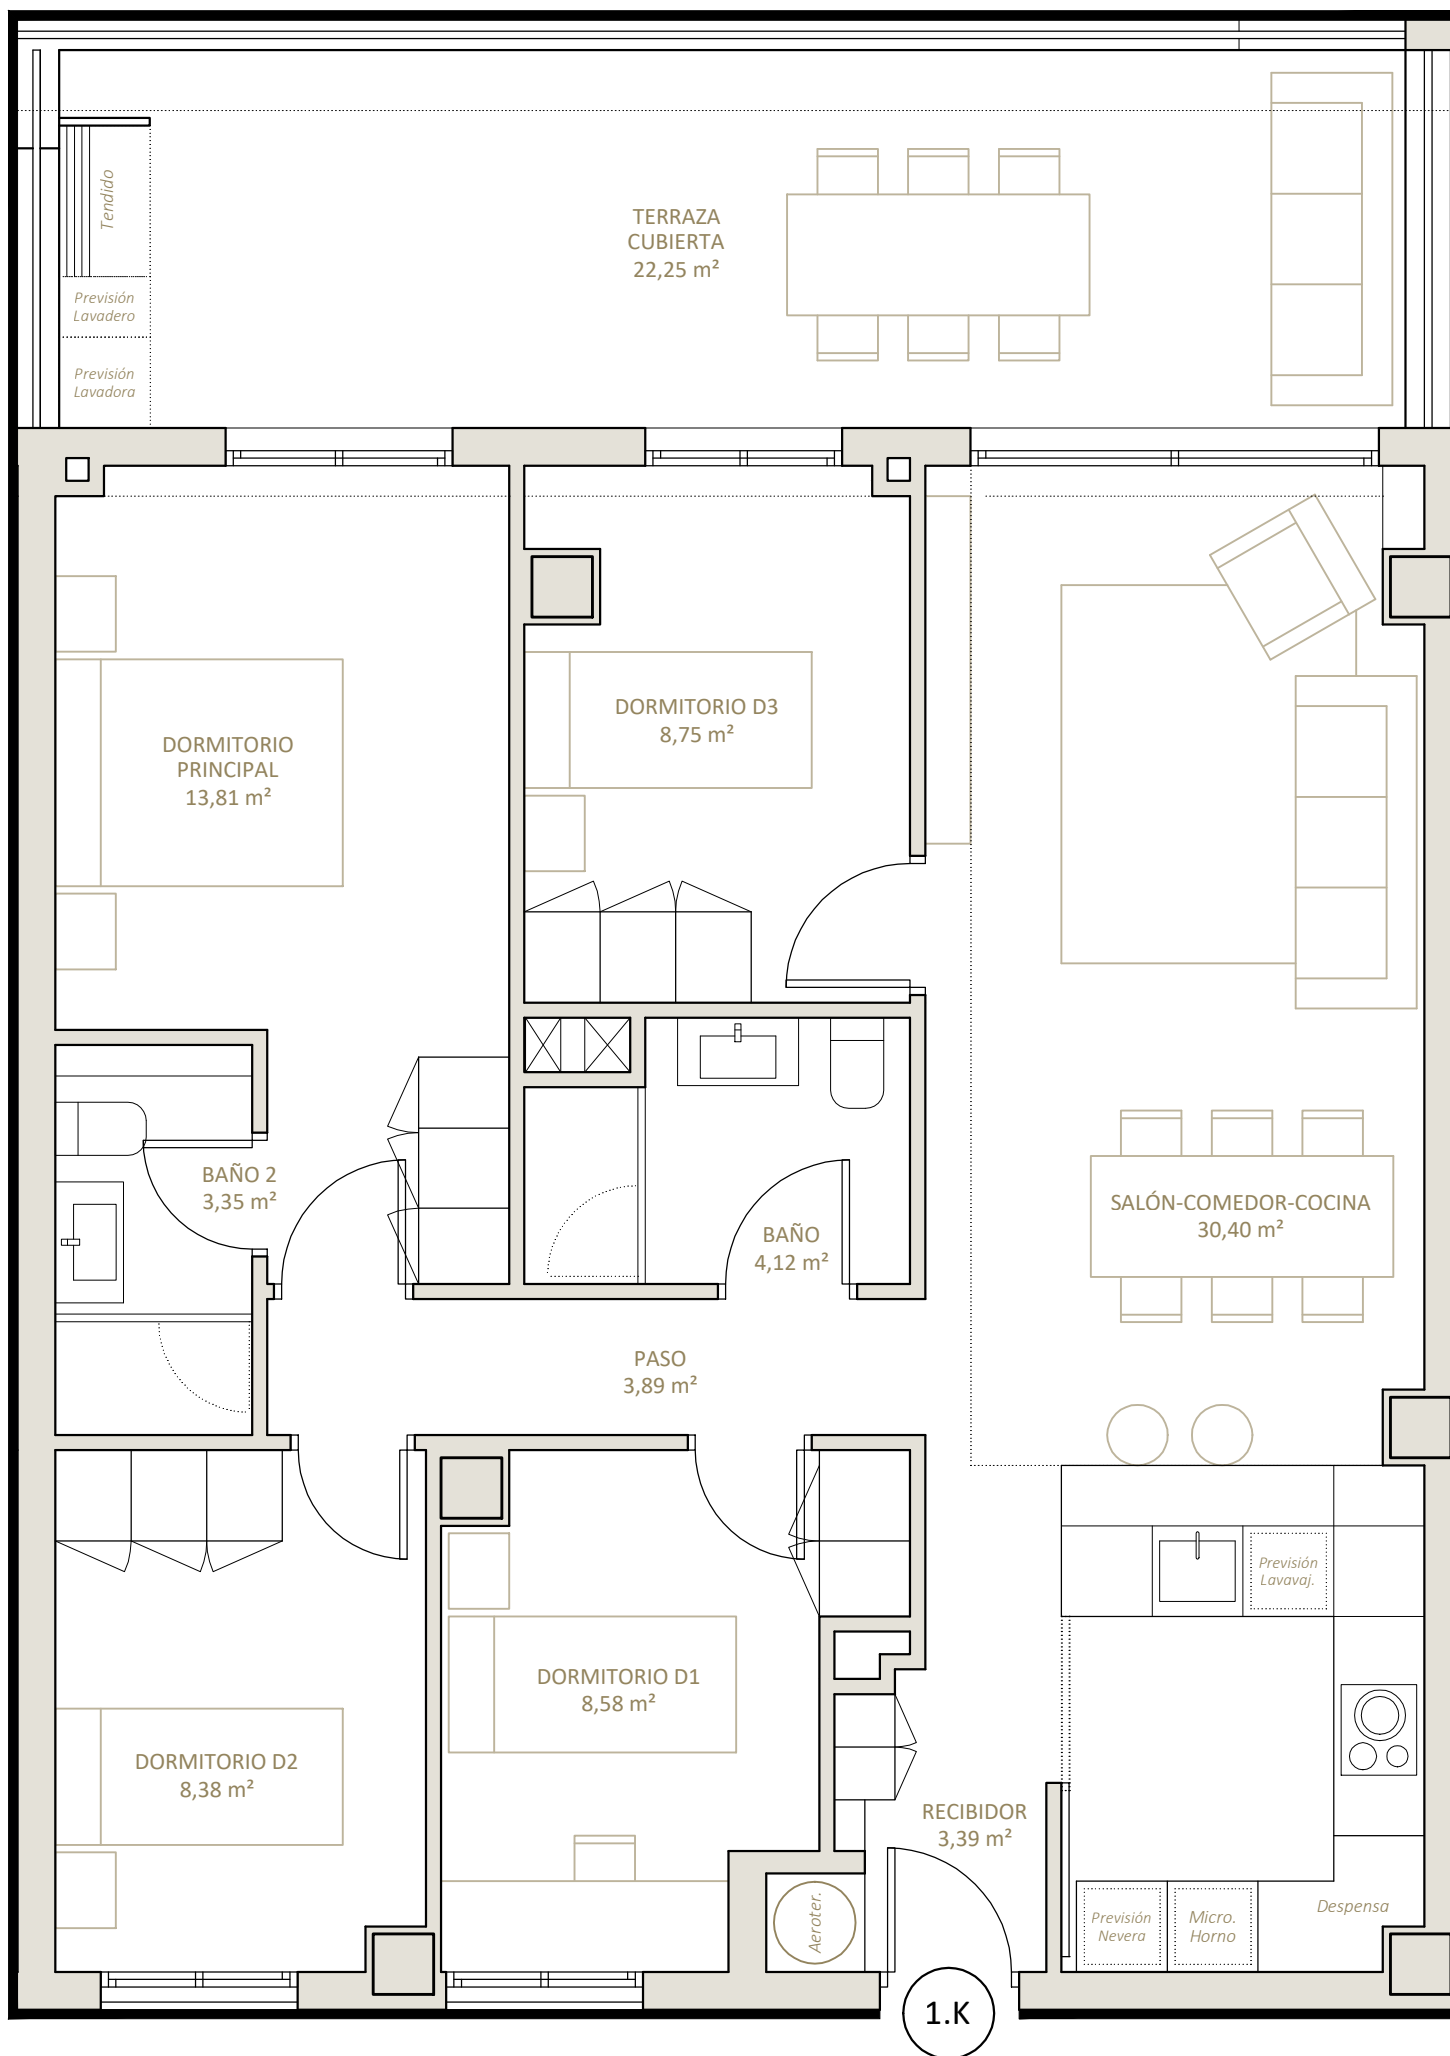 Tendido
TERRAZA
CUBIERTA
22,25 m²
Previsión
Lavadero
Previsión
Lavadora
DORMITORIO
PRINCIPAL
13,81 m²
DORMITORIO D3
8,75 m²
BAÑO 2
3,35 m²
BAÑO
4,12 m²
SALÓN-COMEDOR-COCINA
30,40 m²
PASO
3,89 m²
Previsión
Lavavaj.
DORMITORIO D1
8,58 m²
DORMITORIO D2
8,38 m²
RECIBIDOR
3,39 m²
Aeroter.
Previsión
Nevera
Micro.
Horno
Despensa
1.K